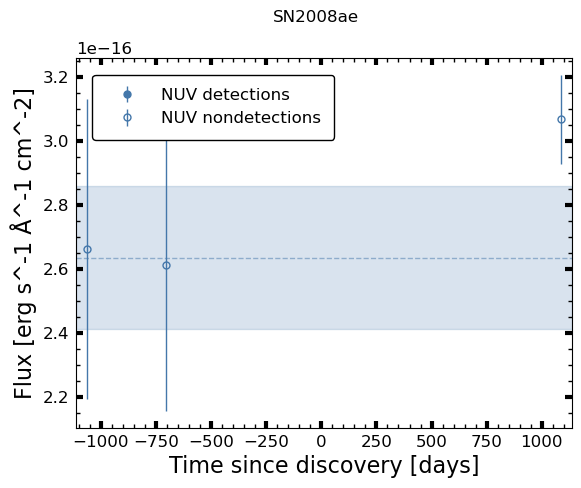 SN2008ae
1e−16
NUV detections
NUV nondetections
3.2
3.0
2.8
2.6
2.4
2.2
Flux [erg s^-1 Å^-1 cm^-2]
−1000 −750 −500 −250 0 250 500 750 1000
Time since discovery [days]